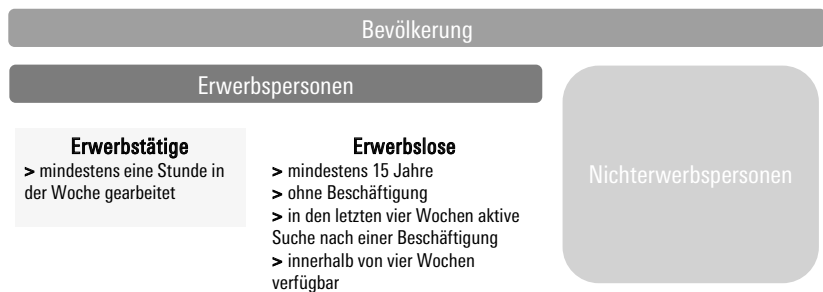 Bevölkerung
Erwerbspersonen
Erwerbstätige
> mindestens eine Stunde in
der Woche gearbeitet
Erwerbslose
> mindestens 15 Jahre
> ohne Beschäftigung
> in den letzten vier Wochen aktive
Suche nach einer Beschäftigung
> innerhalb von vier Wochen
verfügbar
Nichterwerbspersonen